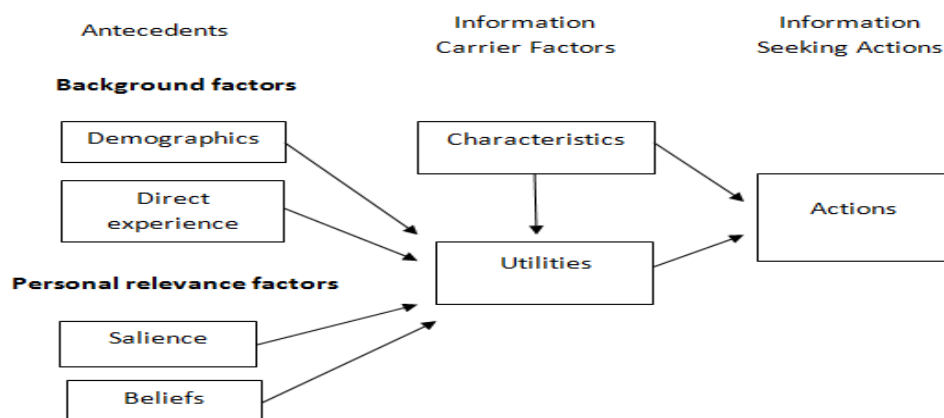 Antecedents
Information
Carrier Factors
Information
Seeking Actions
Background factors
Demographics
Direct
experience
Personal relevance factors
Salience
Beliefs
Characteristics
Utilities
Actions